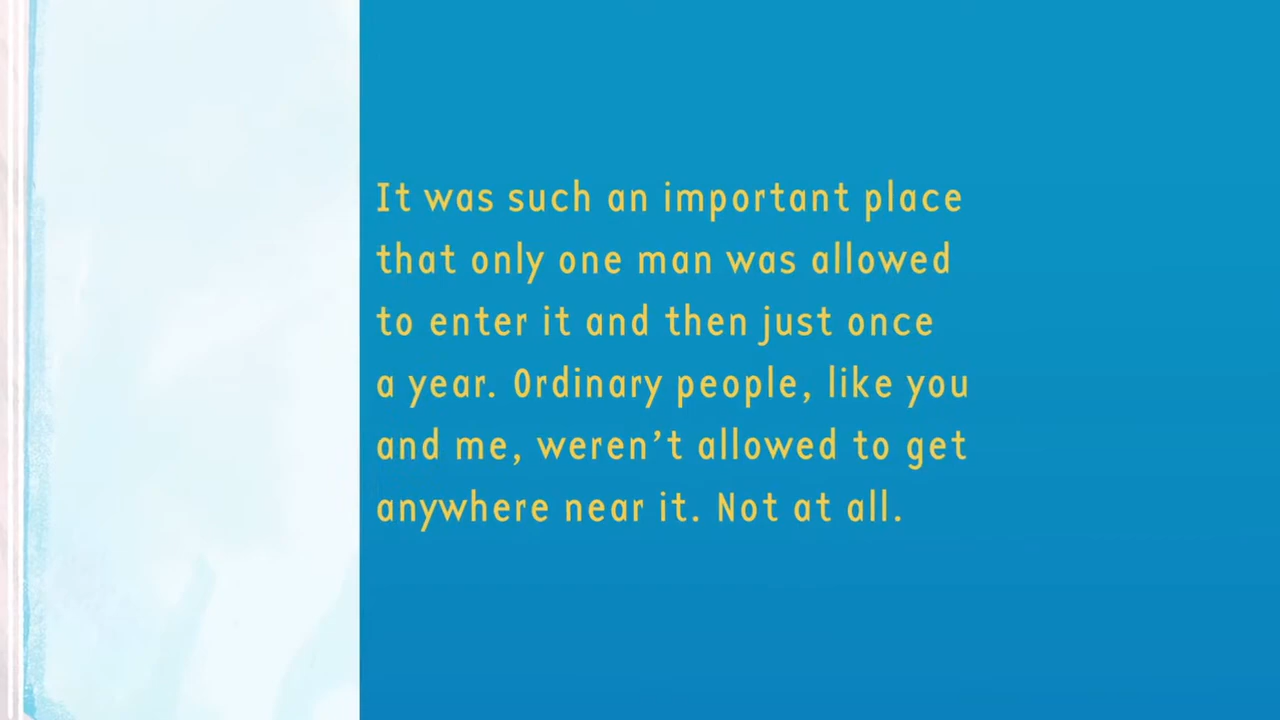 It was such an important place
that only one man was allowed
to enter it and then just once
a year. Ordinary people, like you
and me, weren’t allowed to get
anywhere near it. Not at all.